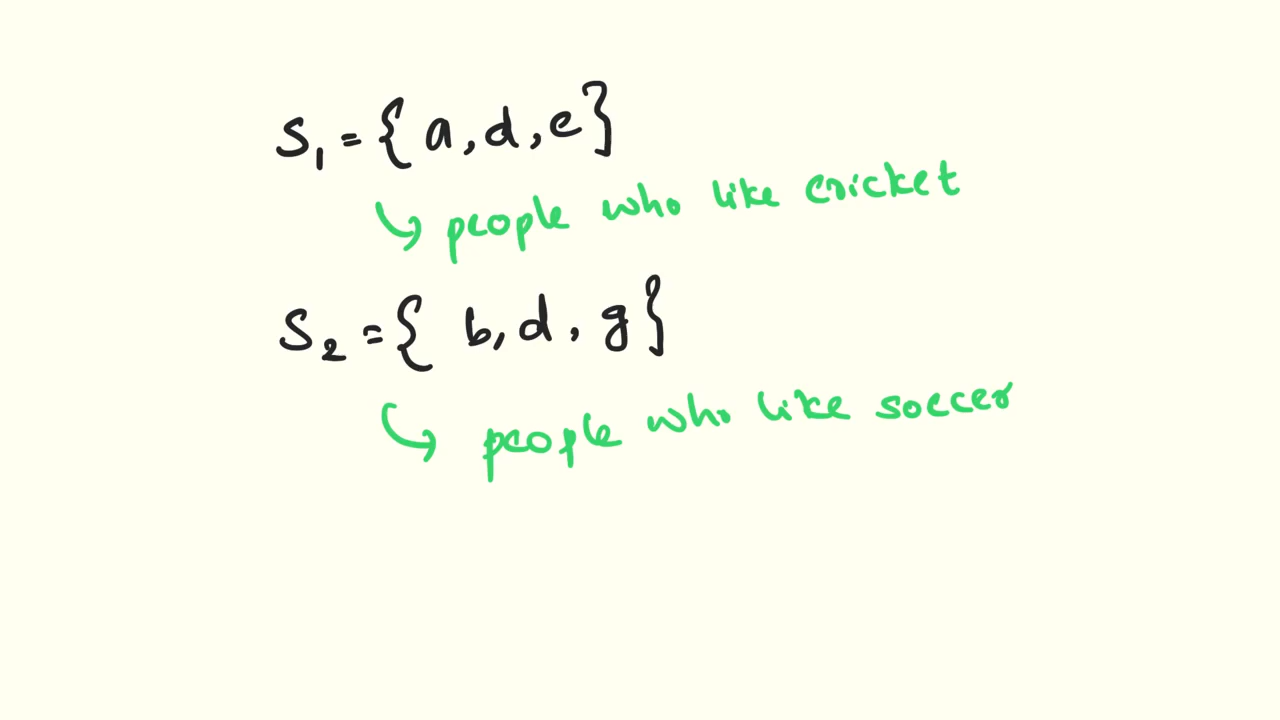 S₁ = { a, d, e }
people who like cricket
S₂ = { b, d, g }
people who like soccer